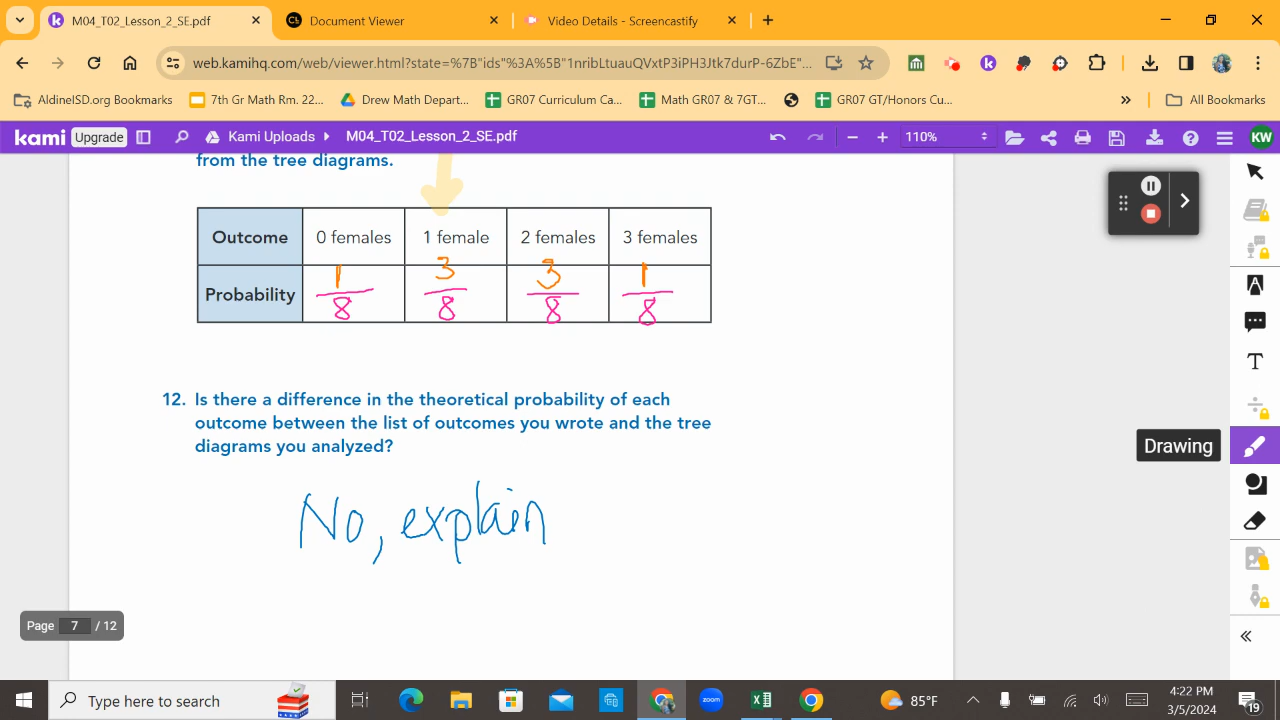 M04_T02_Lesson_2_SE.pdf
Document Viewer
Video Details - Screencastify
web.kamihq.com/web/viewer.html?state=%7B"ids"%3A%5B"1nribLtuauQVxtP3iPH3Jtk7durP-6ZbE"...
AldineISD.org Bookmarks
7th Gr Math Rm. 22...
Drew Math Depart...
GR07 Curriculum Ca...
Math GR07 & 7GT...
GR07 GT/Honors Cu...
»
All Bookmarks
kami Upgrade
Kami Uploads
M04_T02_Lesson_2_SE.pdf
110%
KW
from the tree diagrams.
Outcome 0 females 1 female 2 females 3 females
Probability 1/8 3/8 3/8 1/8
12. Is there a difference in the theoretical probability of each
outcome between the list of outcomes you wrote and the tree
diagrams you analyzed?
No, explain
Drawing
Page 7 / 12
Type here to search
zoom
85°F
4:22 PM
3/5/2024
19